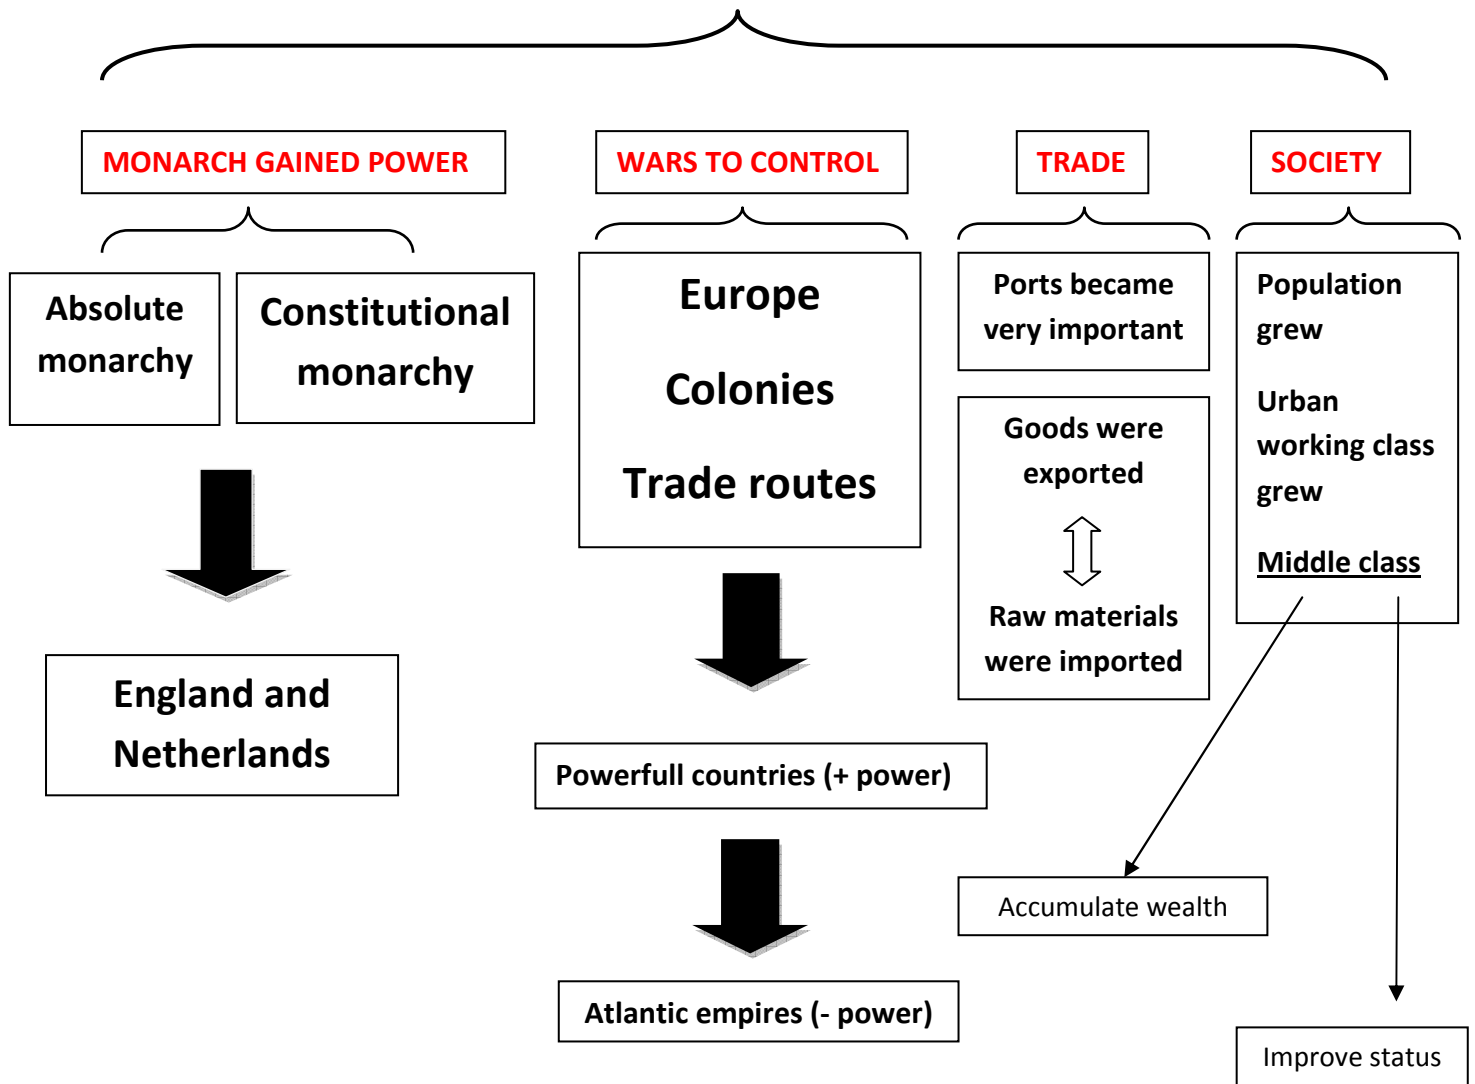 MONARCH GAINED POWER
WARS TO CONTROL
TRADE
SOCIETY
Absolute
monarchy
Constitutional
monarchy
England and
Netherlands
Europe
Colonies
Trade routes
Powerfull countries (+ power)
Atlantic empires (- power)
Ports became
very important
Goods were
exported
Raw materials
were imported
Population
grew
Urban
working class
grew
Middle class
Accumulate wealth
Improve status